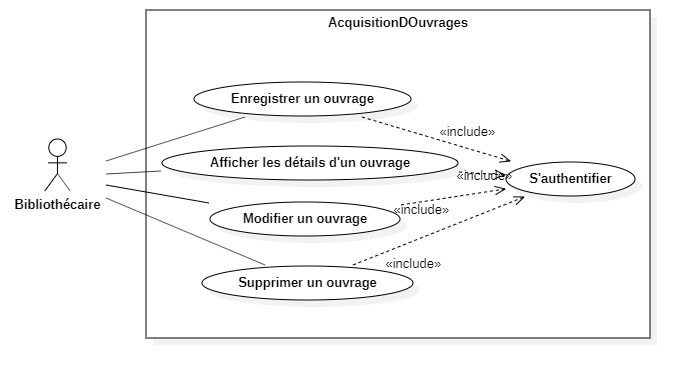 AcquisitionDOuvrages
Enregistrer un ouvrage
«include»
Afficher les détails d'un ouvrage
«include»
S'authentifier
Bibliothécaire
Modifier un ouvrage
«include»
«include»
Supprimer un ouvrage